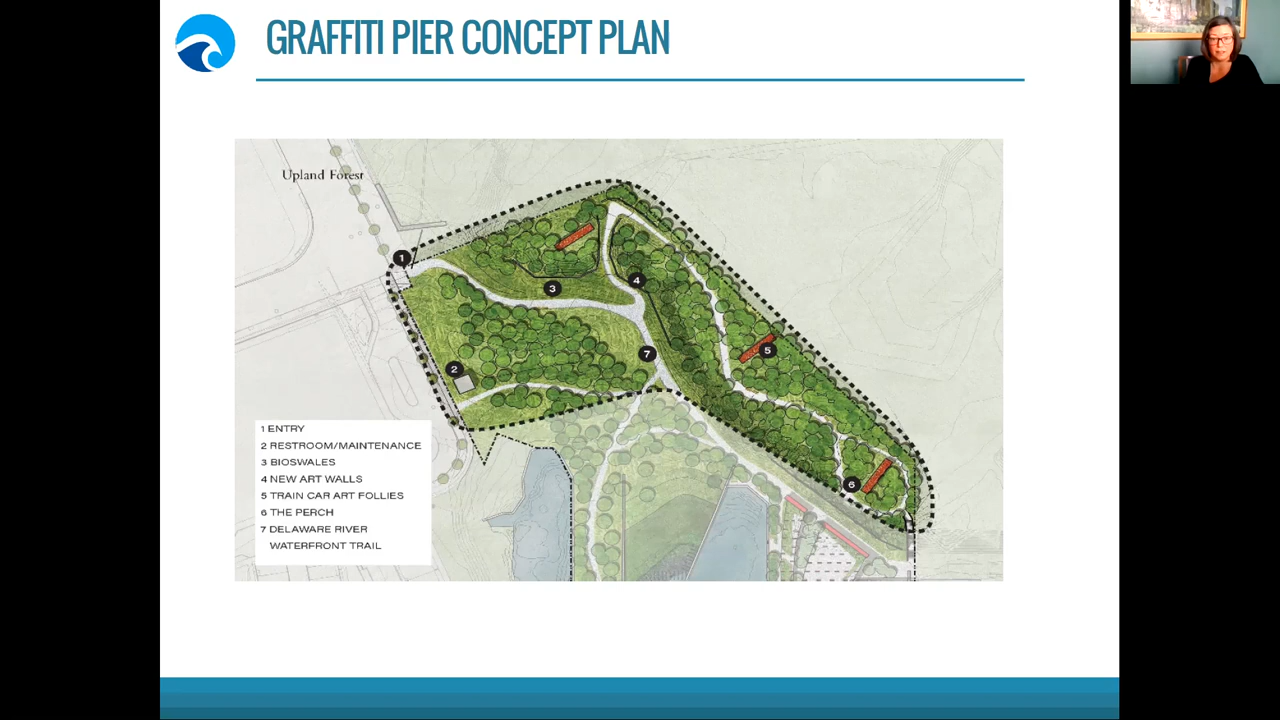 GRAFFITI PIER CONCEPT PLAN
Upland Forest
1
2
3
4
5
6
7
1 ENTRY
2 RESTROOM/MAINTENANCE
3 BIOSWALES
4 NEW ART WALLS
5 TRAIN CAR ART FOLLIES
6 THE PERCH
7 DELAWARE RIVER
WATERFRONT TRAIL